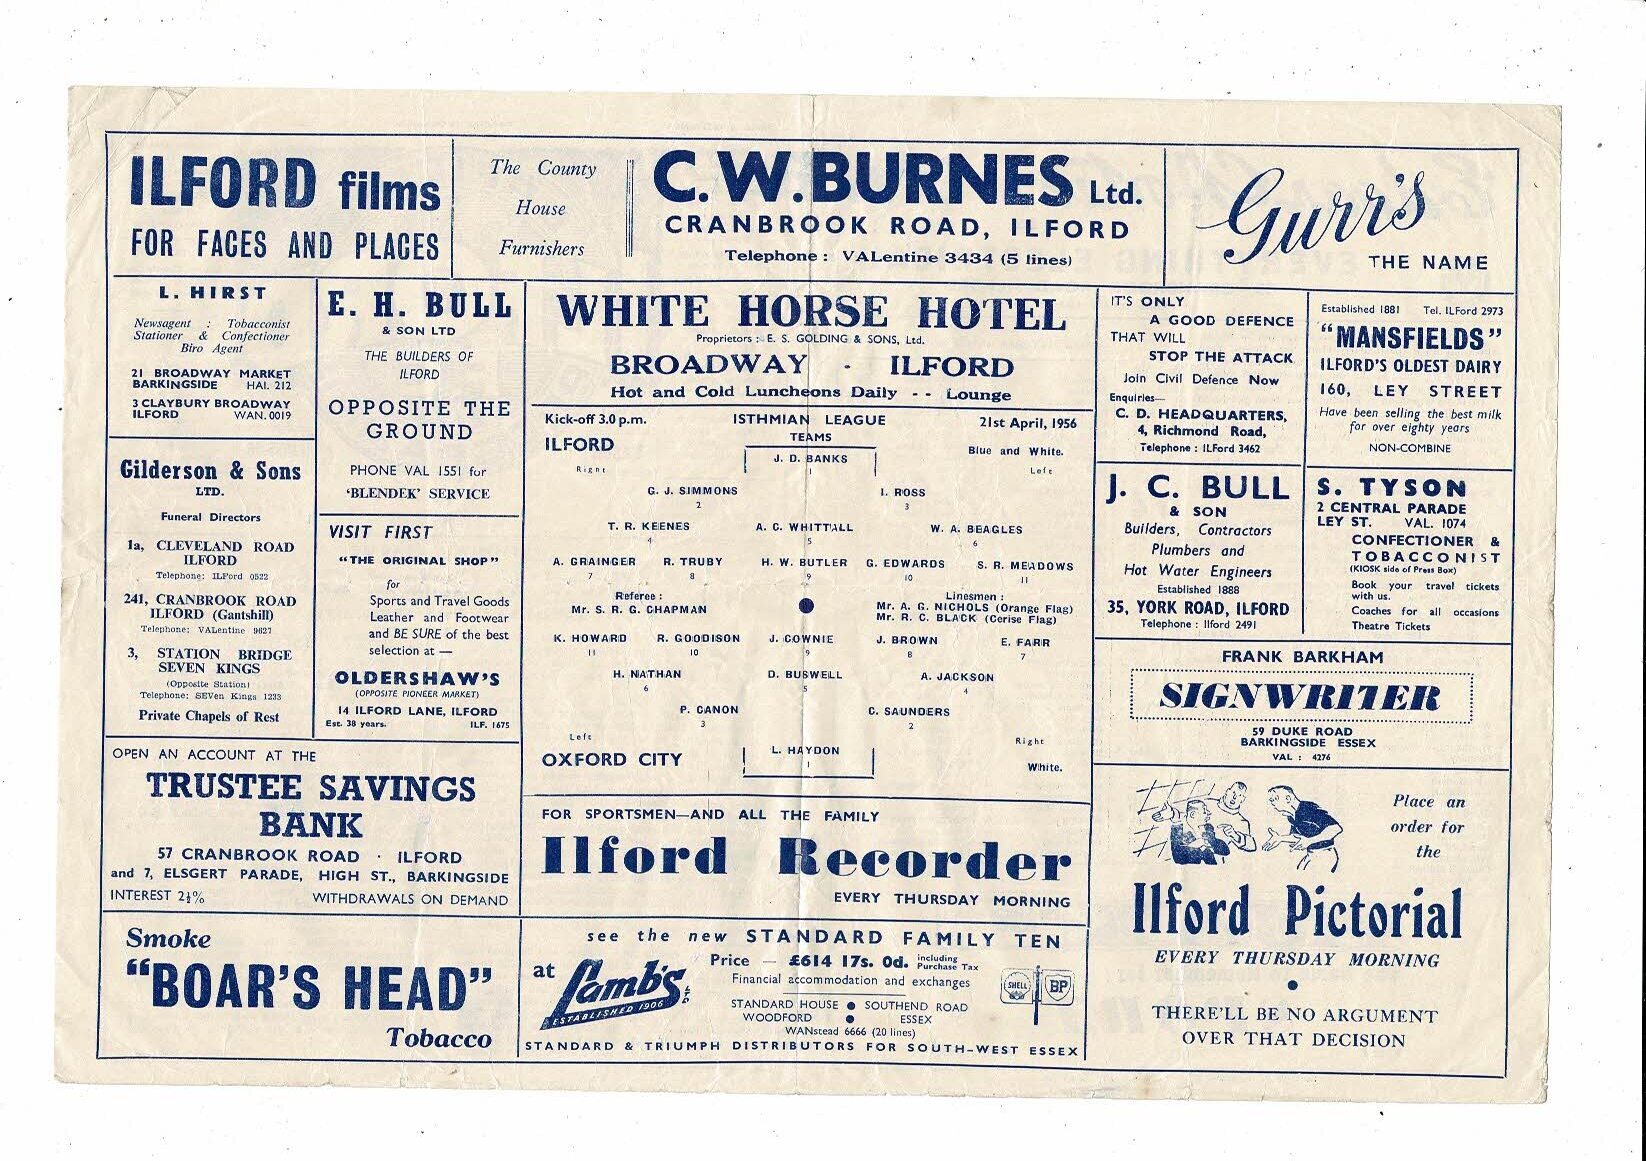 ILFORD films
FOR FACES AND PLACES
The County
House
Furnishers
C.W.BURNES Ltd.
CRANBROOK ROAD, ILFORD
Telephone : VALentine 3434 (5 lines)
Gurr's
THE NAME
L. HIRST
Newsagent : Tobacconist
Stationer & Confectioner
Biro Agent
21 BROADWAY MARKET
BARKINGSIDE HAI. 212
3 CLAYBURY BROADWAY
ILFORD WAN. 0019
E. H. BULL
& SON LTD
THE BUILDERS OF
ILFORD
OPPOSITE THE
GROUND
PHONE VAL 1551 for
'BLENDEK' SERVICE
Gilderson & Sons
LTD.
Funeral Directors
1a, CLEVELAND ROAD
ILFORD
Telephone: ILFord 0522
241, CRANBROOK ROAD
ILFORD (Gantshill)
Telephone: VALentine 9627
3, STATION BRIDGE
SEVEN KINGS
(Opposite Station)
Telephone: SEVen Kings 1233
Private Chapels of Rest
VISIT FIRST
"THE ORIGINAL SHOP"
for
Sports and Travel Goods
Leather and Footwear
and BE SURE of the best
selection at —
OLDERSHAW'S
(OPPOSITE PIONEER MARKET)
14 ILFORD LANE, ILFORD
Est. 38 years. ILF. 1675
OPEN AN ACCOUNT AT THE
TRUSTEE SAVINGS
BANK
57 CRANBROOK ROAD · ILFORD
and 7, ELSGERT PARADE, HIGH ST., BARKINGSIDE
INTEREST 2½% WITHDRAWALS ON DEMAND
Smoke
"BOAR'S HEAD"
Tobacco
WHITE HORSE HOTEL
Proprietors : E. S. GOLDING & SONS, Ltd.
BROADWAY · ILFORD
Hot and Cold Luncheons Daily - - Lounge
Kick-off 3.0 p.m. ISTHMIAN LEAGUE 21st April, 1956
TEAMS
ILFORD Blue and White.
Right J. D. BANKS Left
1
G. J. SIMMONS I. ROSS
2 3
T. R. KEENES A. C. WHITTALL W. A. BEAGLES
4 5 6
A. GRAINGER R. TRUBY H. W. BUTLER G. EDWARDS S. R. MEADOWS
7 8 9 10 11
Referee : Linesmen :
Mr. S. R. G. CHAPMAN Mr. A. G. NICHOLS (Orange Flag)
Mr. R. C. BLACK (Cerise Flag)
K. HOWARD R. GOODISON J. COWNIE J. BROWN E. FARR
11 10 9 8 7
H. NATHAN D. BUSWELL A. JACKSON
6 5 4
P. CANON C. SAUNDERS
3 2
Left Right
OXFORD CITY L. HAYDON White.
1
FOR SPORTSMEN—AND ALL THE FAMILY
Ilford Recorder
EVERY THURSDAY MORNING
see the new STANDARD FAMILY TEN
at Lamb's LTD
ESTABLISHED 1906
Price — £614 17s. 0d. including Purchase Tax
Financial accommodation and exchanges
STANDARD HOUSE ● SOUTHEND ROAD
WOODFORD ● ESSEX
WANstead 6666 (20 lines)
SHELL BP
STANDARD & TRIUMPH DISTRIBUTORS FOR SOUTH-WEST ESSEX
IT'S ONLY
A GOOD DEFENCE
THAT WILL
STOP THE ATTACK
Join Civil Defence Now
Enquiries—
C. D. HEADQUARTERS,
4, Richmond Road,
Telephone : ILFord 3462
Established 1881 Tel. ILFord 2973
"MANSFIELDS"
ILFORD'S OLDEST DAIRY
160, LEY STREET
Have been selling the best milk
for over eighty years
NON-COMBINE
J. C. BULL
& SON
Builders, Contractors
Plumbers and
Hot Water Engineers
Established 1888
35, YORK ROAD, ILFORD
Telephone : Ilford 2491
S. TYSON
2 CENTRAL PARADE
LEY ST. VAL. 1074
CONFECTIONER &
TOBACCONIST
(KIOSK side of Press Box)
Book your travel tickets
with us.
Coaches for all occasions
Theatre Tickets
FRANK BARKHAM
SIGNWRITER
59 DUKE ROAD
BARKINGSIDE ESSEX
VAL : 4276
Place an
order for
the
Ilford Pictorial
EVERY THURSDAY MORNING
●
THERE'LL BE NO ARGUMENT
OVER THAT DECISION